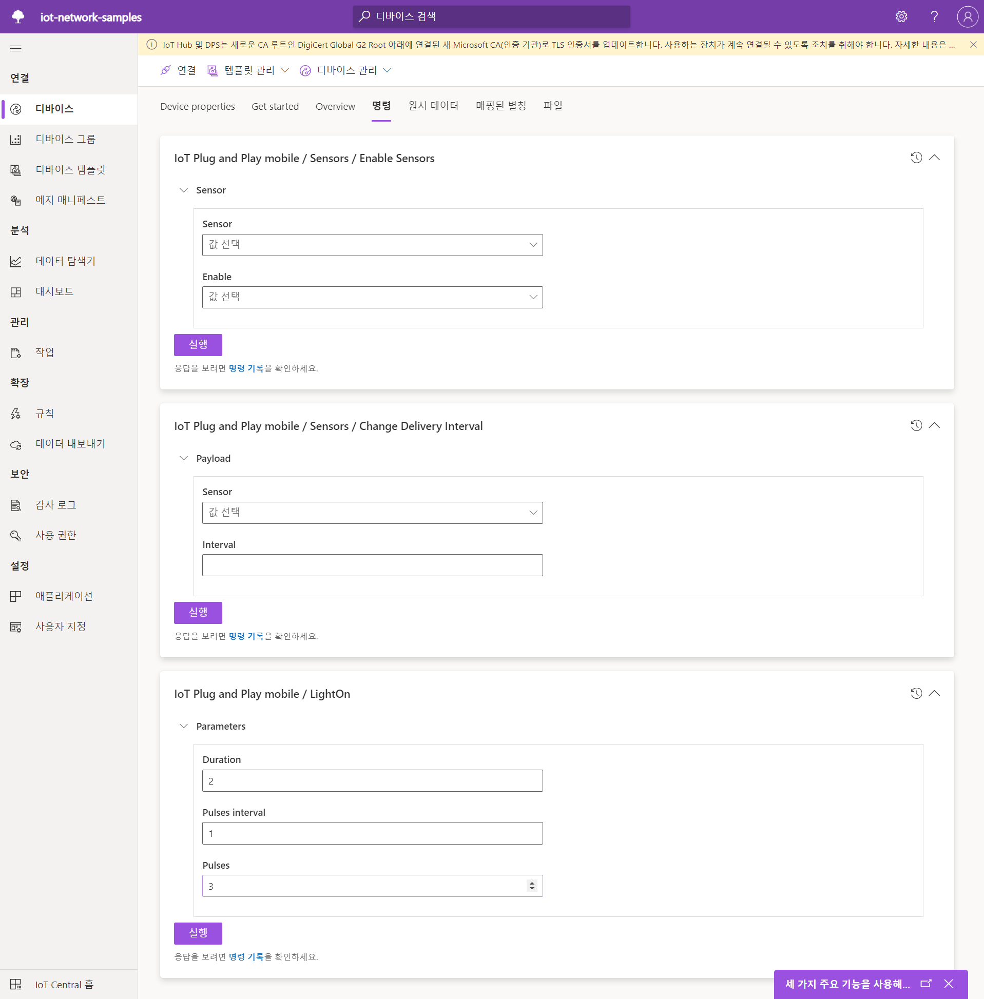 iot-network-samples
디바이스 검색
IoT Hub 및 DPS는 새로운 CA 루트인 DigiCert Global G2 Root 아래에 연결된 새 Microsoft CA(인증 기관)로 TLS 인증서를 업데이트합니다. 사용하는 장치가 계속 연결될 수 있도록 조치를 취해야 합니다. 자세한 내용은 ...
연결
디바이스
디바이스 그룹
디바이스 템플릿
에지 매니페스트
분석
데이터 탐색기
대시보드
관리
작업
확장
규칙
데이터 내보내기
보안
감사 로그
사용 권한
설정
애플리케이션
사용자 지정
IoT Central 홈
연결 템플릿 관리 디바이스 관리
Device properties Get started Overview 명령 원시 데이터 매핑된 별칭 파일
IoT Plug and Play mobile / Sensors / Enable Sensors
Sensor
Sensor
값 선택
Enable
값 선택
실행
응답을 보려면 명령 기록을 확인하세요.
IoT Plug and Play mobile / Sensors / Change Delivery Interval
Payload
Sensor
값 선택
Interval
실행
응답을 보려면 명령 기록을 확인하세요.
IoT Plug and Play mobile / LightOn
Parameters
Duration
2
Pulses interval
1
Pulses
3
실행
응답을 보려면 명령 기록을 확인하세요.
세 가지 주요 기능을 사용해...